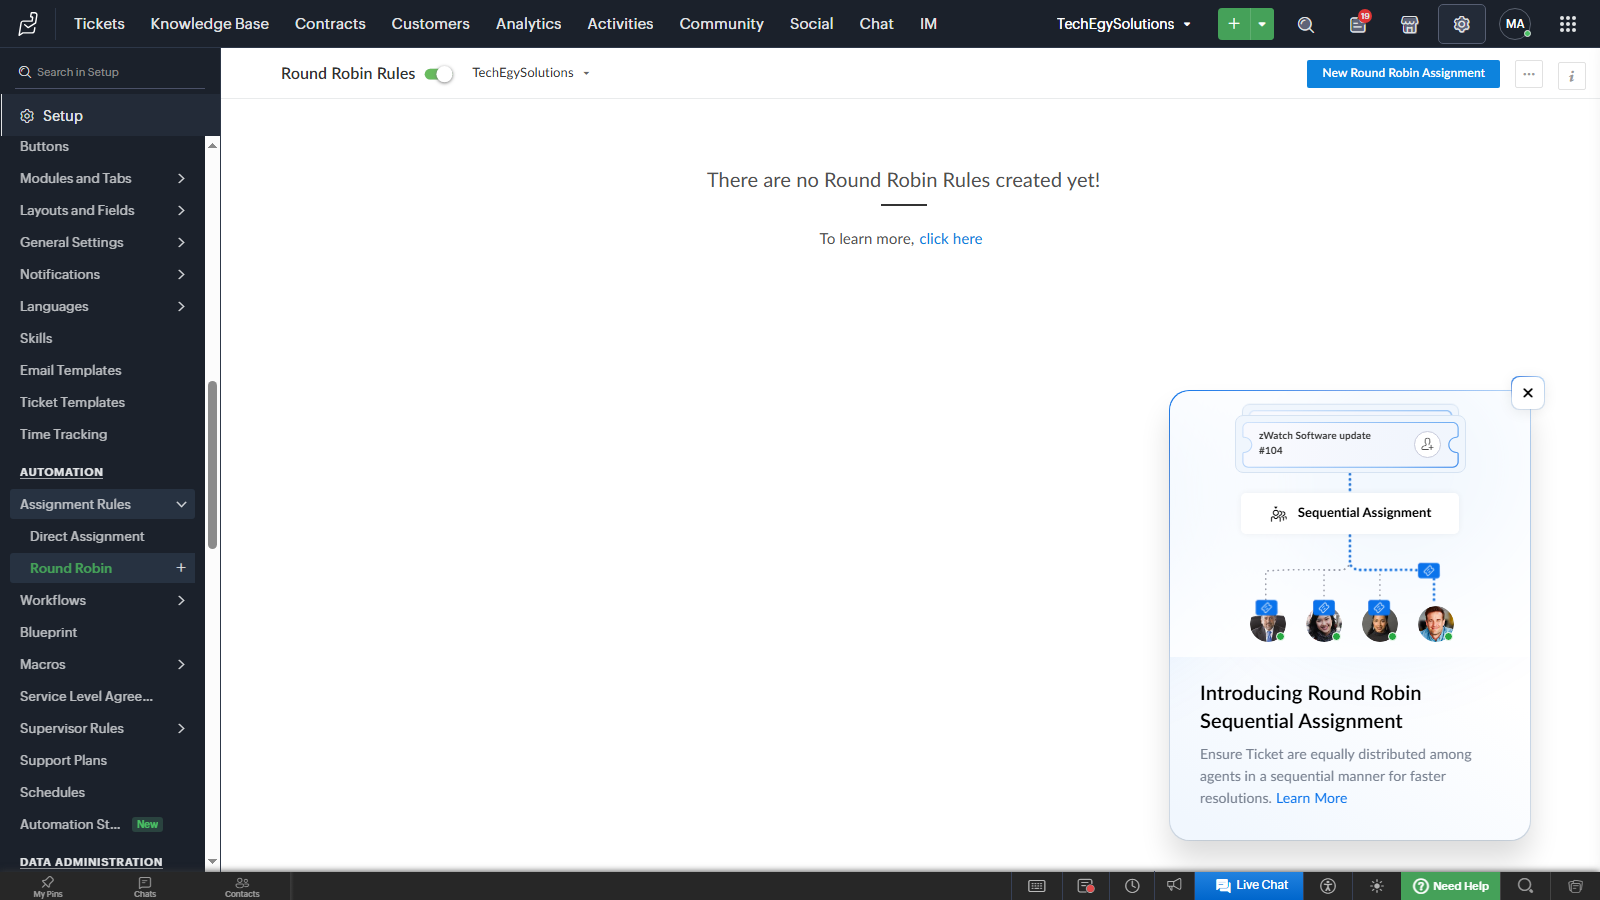 Tickets
Knowledge Base
Contracts
Customers
Analytics
Activities
Community
Social
Chat
IM
TechEgySolutions
19
MA
Search in Setup
Setup
Buttons
Modules and Tabs
Layouts and Fields
General Settings
Notifications
Languages
Skills
Email Templates
Ticket Templates
Time Tracking
AUTOMATION
Assignment Rules
Direct Assignment
Round Robin
Workflows
Blueprint
Macros
Service Level Agree...
Supervisor Rules
Support Plans
Schedules
Automation St... New
DATA ADMINISTRATION
Round Robin Rules
TechEgySolutions
New Round Robin Assignment
There are no Round Robin Rules created yet!
To learn more, click here
zWatch Software update
#104
Sequential Assignment
Introducing Round Robin
Sequential Assignment
Ensure Ticket are equally distributed among
agents in a sequential manner for faster
resolutions. Learn More
My Pins
Chats
Contacts
Live Chat
Need Help